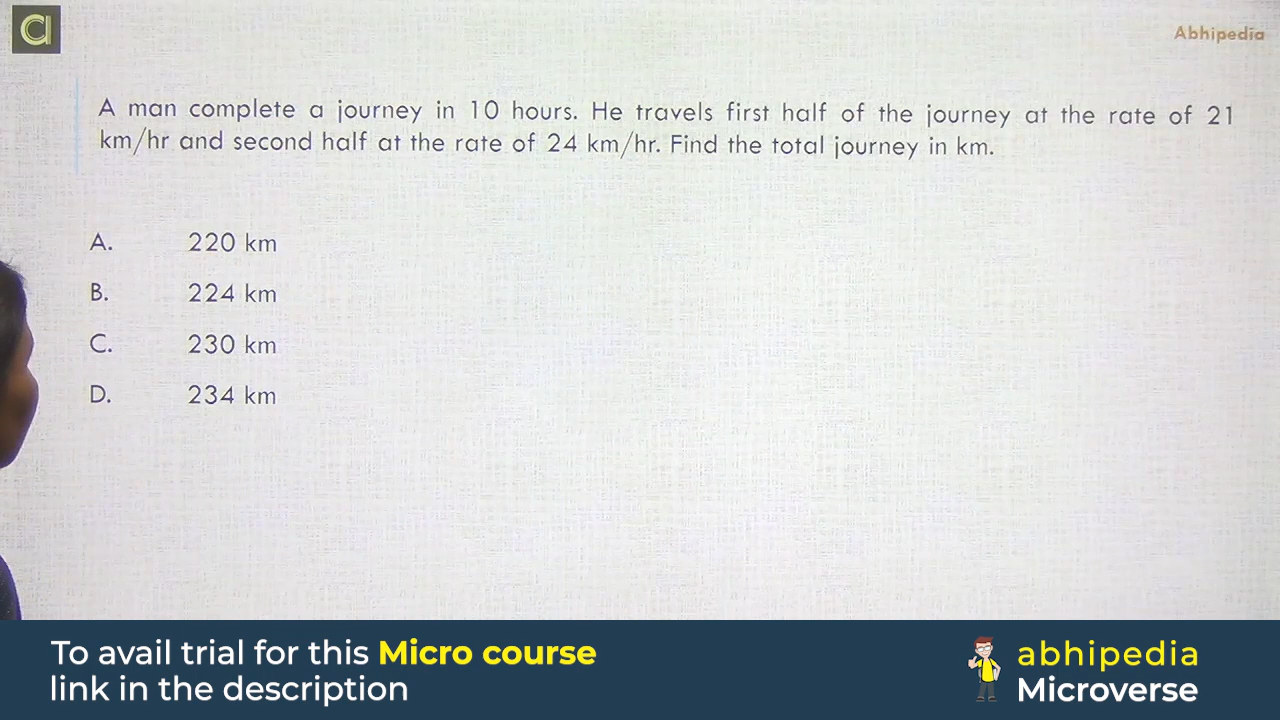 Abhipedia
A man complete a journey in 10 hours. He travels first half of the journey at the rate of 21
km/hr and second half at the rate of 24 km/hr. Find the total journey in km.
A. 220 km
B. 224 km
C. 230 km
D. 234 km
To avail trial for this Micro course
link in the description
abhipedia
Microverse